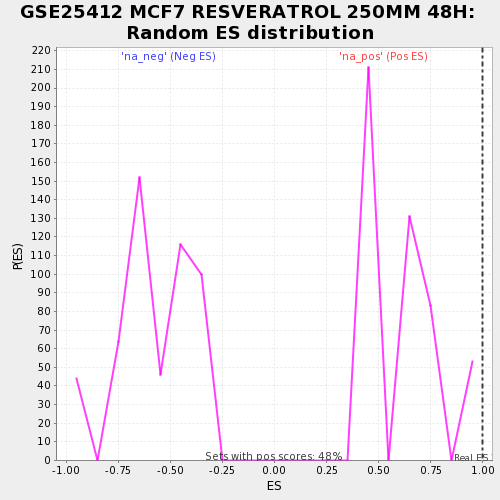 GSE25412 MCF7 RESVERATROL 250MM 48H:
Random ES distribution
'na_neg' (Neg ES)
'na_pos' (Pos ES)
220
210
200
190
180
170
160
150
140
130
120
110
100
90
80
70
60
50
40
30
20
10
0
P(ES)
Sets with pos scores: 48%
Real ES
-1.00 -0.75 -0.50 -0.25 0.00 0.25 0.50 0.75 1.00
ES